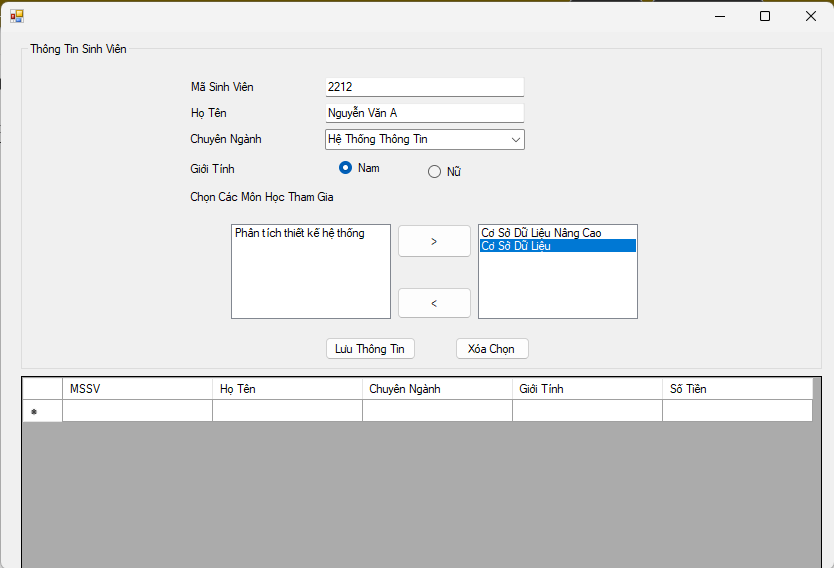 Thông Tin Sinh Viên
Mã Sinh Viên
2212
Họ Tên
Nguyễn Văn A
Chuyên Ngành
Hệ Thống Thông Tin
Giới Tính
Nam
Nữ
Chọn Các Môn Học Tham Gia
Phân tích thiết kế hệ thống
>
<
Cơ Sở Dữ Liệu Nâng Cao
Cơ Sở Dữ Liệu
Lưu Thông Tin
Xóa Chọn
MSSV
Họ Tên
Chuyên Ngành
Giới Tính
Số Tiền